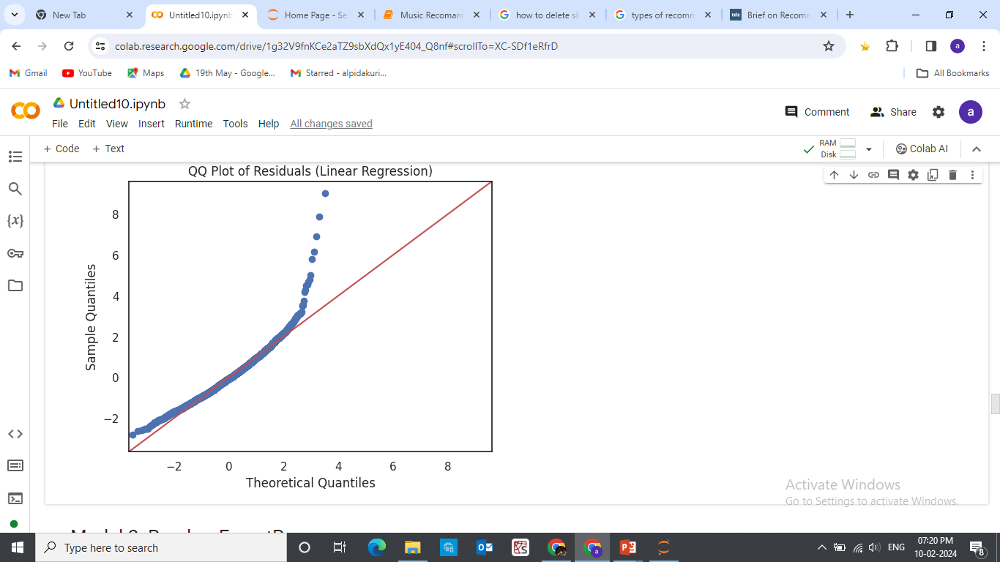 New Tab
Untitled10.ipynb
Home Page - Se
Music Recoman
how to delete sli
types of recomm
Brief on Recomm
colab.research.google.com/drive/1g32V9fnKCe2aTZ9sbXdQx1yE404_Q8nf#scrollTo=XC-SDf1eRfrD
a
Gmail
YouTube
Maps
19th May - Google...
Starred - alpidakuri...
All Bookmarks
Untitled10.ipynb
Comment
Share
a
File Edit View Insert Runtime Tools Help All changes saved
+ Code + Text
RAM
Disk
Colab AI
{x}
QQ Plot of Residuals (Linear Regression)
8
6
4
2
0
−2
Sample Quantiles
−2 0 2 4 6 8
Theoretical Quantiles
Activate Windows
Go to Settings to activate Windows.
Type here to search
ENG
07:20 PM
10-02-2024
8